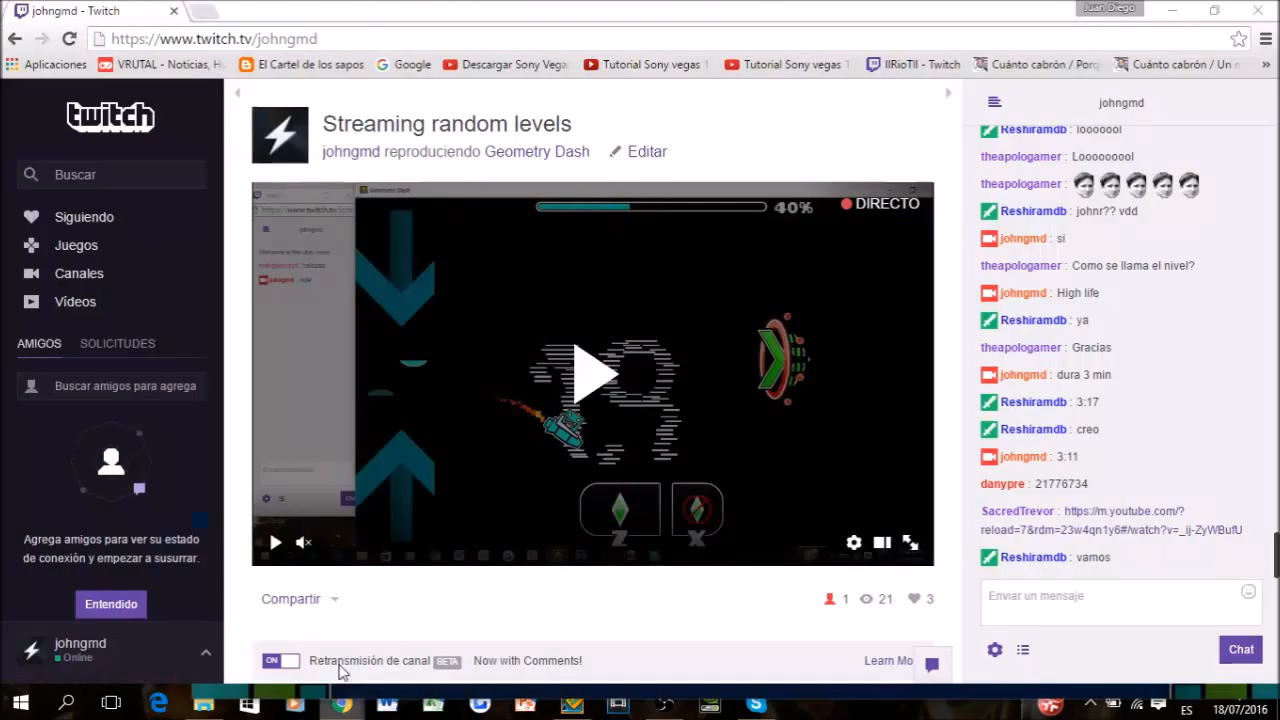 johngmd - Twitch
Juan Diego
https://www.twitch.tv/johngmd
Aplicaciones
VRUTAL - Noticias, Hu
El Cartel de los sapos
Google
Descargar Sony Vega
Tutorial Sony vegas
Tutorial Sony vegas 1
IIRioTII - Twitch
Cuánto cabrón / Porq
Cuánto cabrón / Un m
twitch
Buscar
Siguiendo
Juegos
Canales
Vídeos
AMIGOS
SOLICITUDES
Buscar amigos para agrega
Agrega amigos para ver su estado
de conexión y empezar a susurrar.
Entendido
johngmd
Online
Streaming random levels
johngmd reproduciendo Geometry Dash
Editar
Geometry Dash
40%
DIRECTO
Z
X
Compartir
1
21
3
ON
Retransmisión de canal
BETA
Now with Comments!
Learn Mo
johngmd
Reshiramdb : looooool
theapologamer : Looooooool
theapologamer :
Reshiramdb : johnr?? vdd
johngmd : si
theapologamer : Como se llama el nivel?
johngmd : High life
Reshiramdb : ya
theapologamer : Gracias
johngmd : dura 3 min
Reshiramdb : 3:17
Reshiramdb : creo
johngmd : 3:11
danypre : 21776734
SacredTrevor : https://m.youtube.com/?
reload=7&rdm=23w4qn1y6#/watch?v=_ij-ZyWBufU
Reshiramdb : vamos
Enviar un mensaje
Chat
ES
18/07/2016